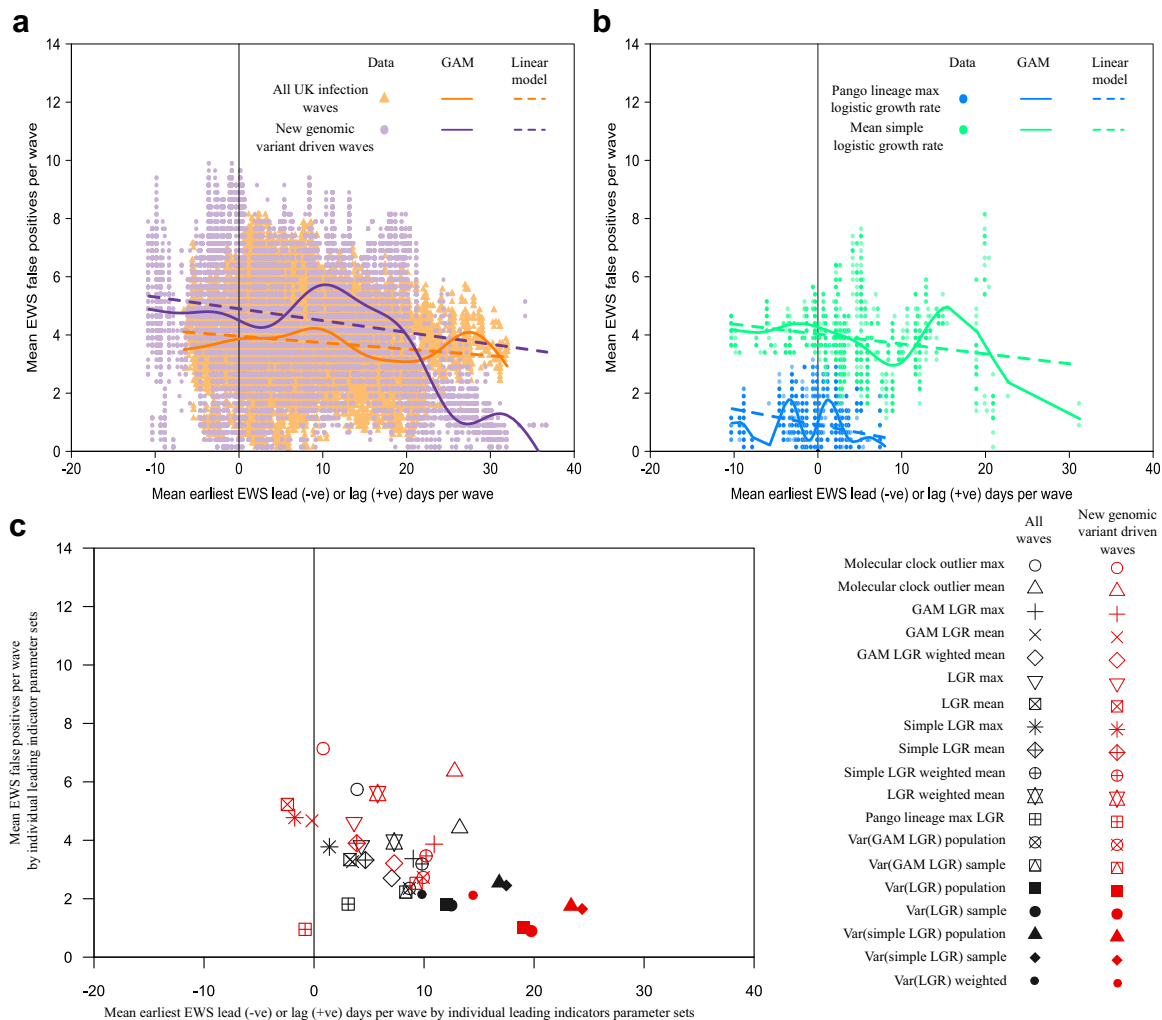 a
14
12
10
8
6
4
2
0
Mean EWS false positives per wave
Data
GAM
Linear
model
All UK infection
waves
New genomic
variant driven waves
-20
-10
0
10
20
30
40
Mean earliest EWS lead (-ve) or lag (+ve) days per wave
b
14
12
10
8
6
4
2
0
Mean EWS false positives per wave
Data
GAM
Linear
model
Pango lineage max
logistic growth rate
Mean simple
logistic growth rate
-20
-10
0
10
20
30
40
Mean earliest EWS lead (-ve) or lag (+ve) days per wave
c
14
12
10
8
6
4
2
0
Mean EWS false positives per wave
by individual leading indicator parameter sets
-20
-10
0
10
20
30
40
Mean earliest EWS lead (-ve) or lag (+ve) days per wave by individual leading indicators parameter sets
All
waves
New genomic
variant driven
waves
Molecular clock outlier max
Molecular clock outlier mean
GAM LGR max
GAM LGR mean
GAM LGR wighted mean
LGR max
LGR mean
Simple LGR max
Simple LGR mean
Simple LGR weighted mean
LGR weighted mean
Pango lineage max LGR
Var(GAM LGR) population
Var(GAM LGR) sample
Var(LGR) population
Var(LGR) sample
Var(simple LGR) population
Var(simple LGR) sample
Var(LGR) weighted